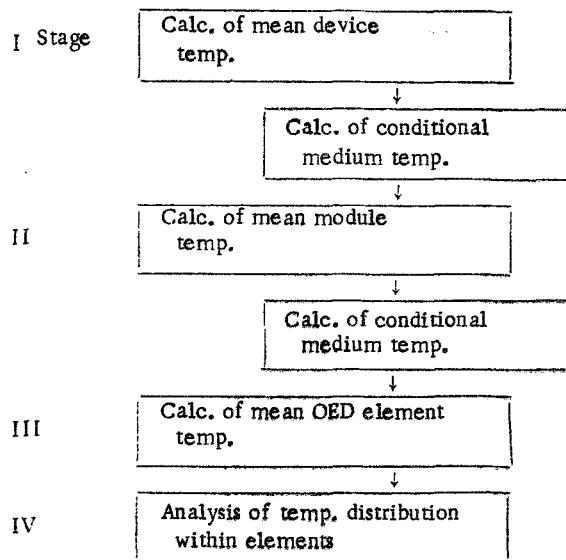 I Stage
Calc. of mean device
temp.
↓
Calc. of conditional
medium temp.
↓
II
Calc. of mean module
temp.
↓
Calc. of conditional
medium temp.
↓
III
Calc. of mean OED element
temp.
↓
IV
Analysis of temp. distribution
within elements